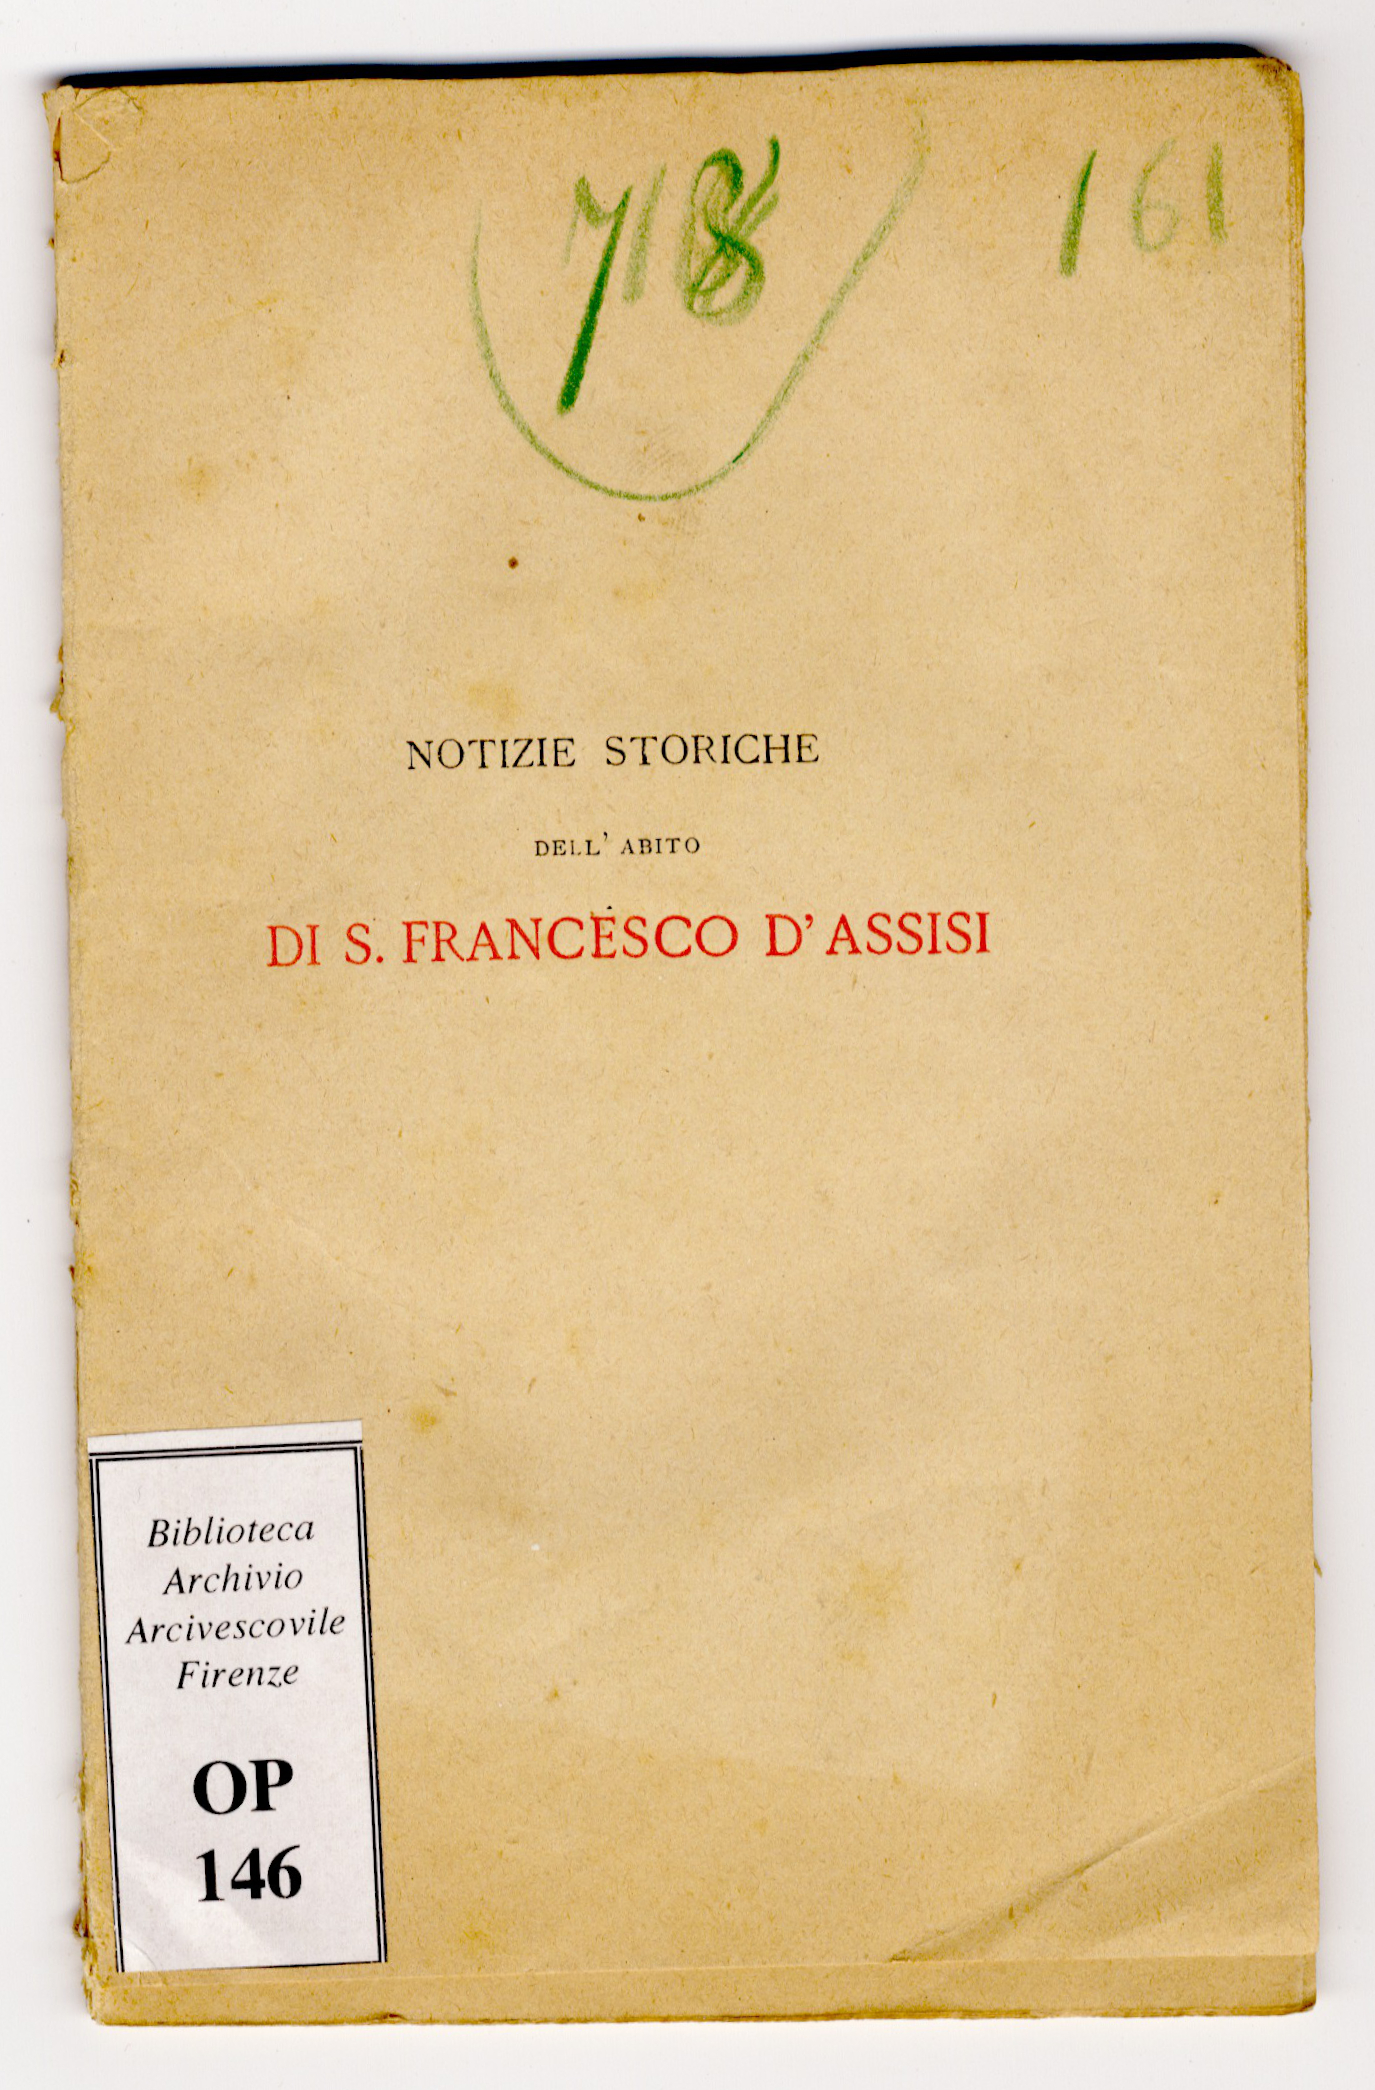 718 161
NOTIZIE STORICHE
DELL' ABITO
DI S. FRANCESCO D'ASSISI
Biblioteca
Archivio
Arcivescovile
Firenze
OP
146